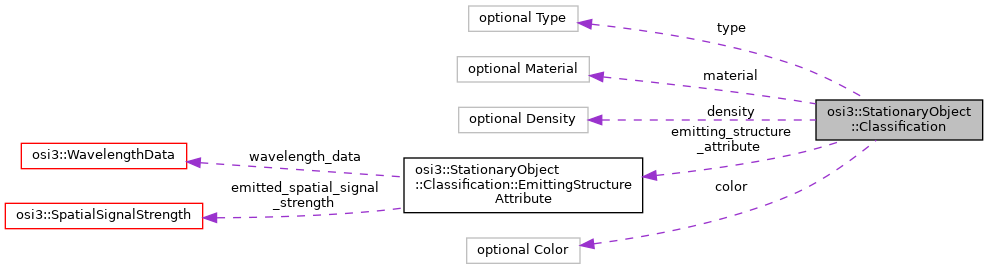 optional Type
type
optional Material
material
osi3::StationaryObject
::Classification
optional Density
density
emitting_structure
_attribute
osi3::WavelengthData
wavelength_data
osi3::StationaryObject
::Classification::EmittingStructure
Attribute
emitted_spatial_signal
_strength
osi3::SpatialSignalStrength
color
optional Color